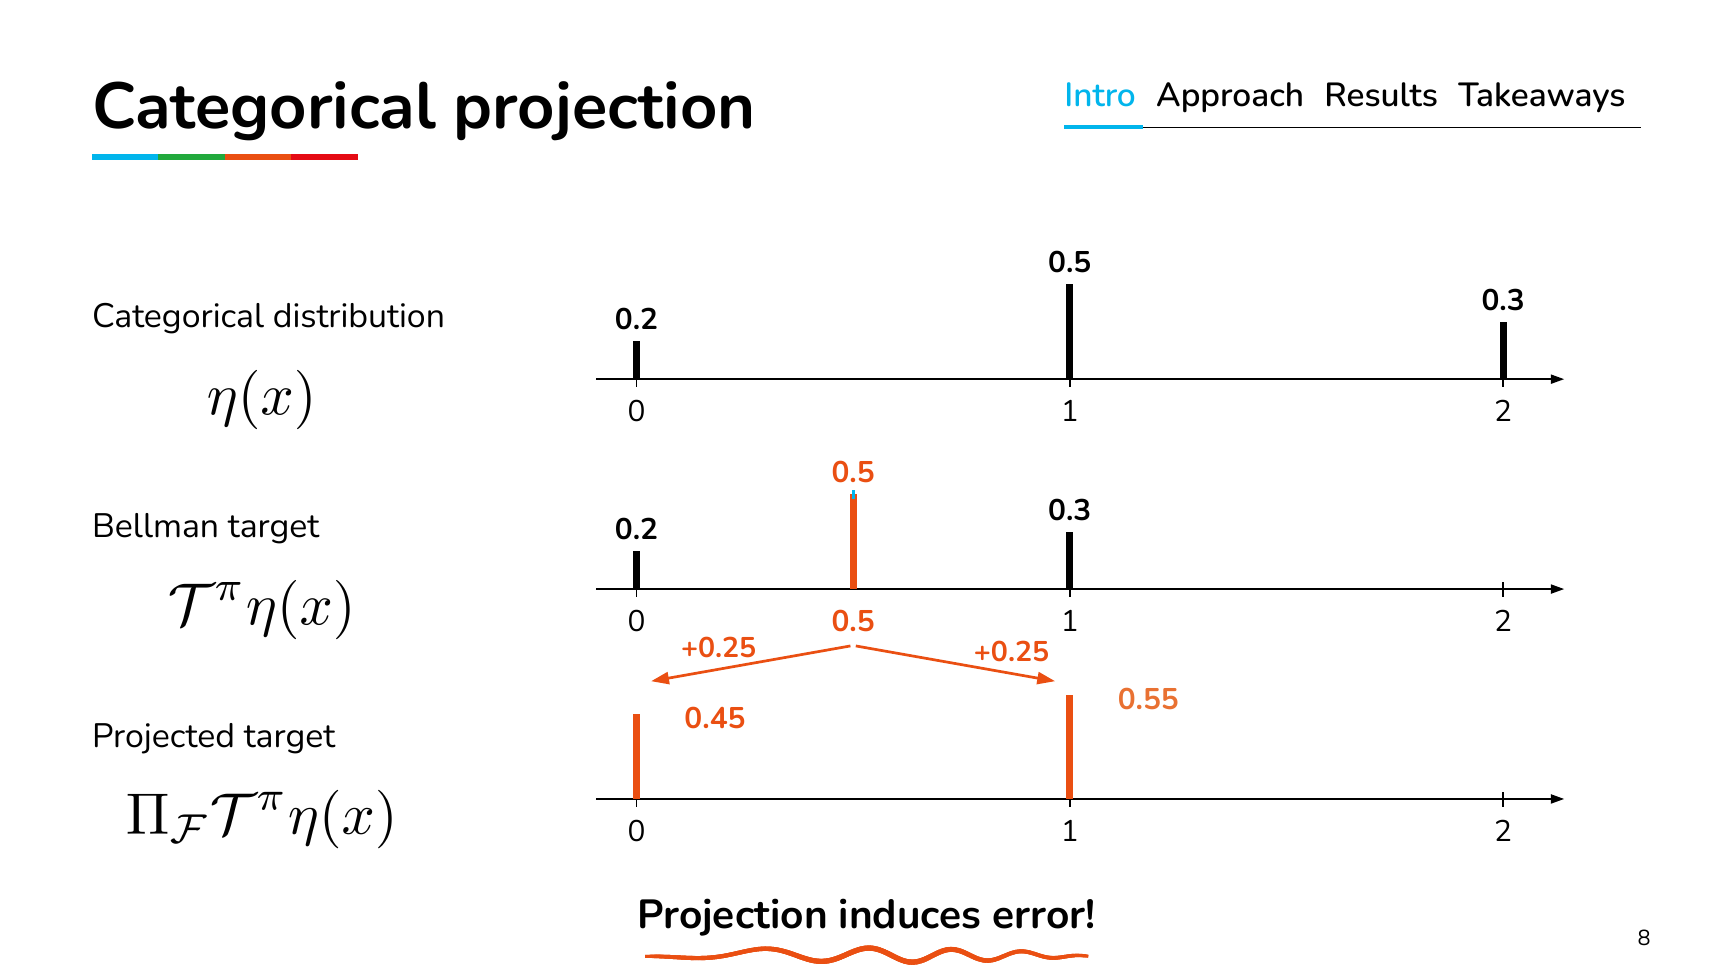 Categorical projection
Intro Approach Results Takeaways
Categorical distribution
η(x)
0.2 0.5 0.3
0 1 2
Bellman target
𝒯^π η(x)
0.2 0.5 0.3
0 0.5 1 2
+0.25 +0.25
Projected target
Π_ℱ 𝒯^π η(x)
0.45 0.55
0 1 2
Projection induces error!
8